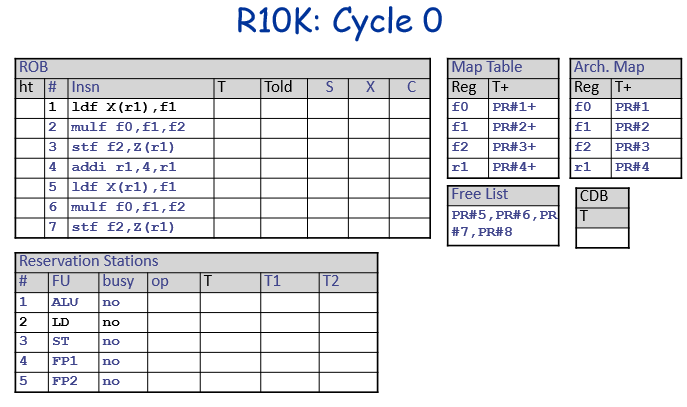 R10K: Cycle 0
ROB
ht # Insn T Told S X C
1 ldf X(r1),f1
2 mulf f0,f1,f2
3 stf f2,Z(r1)
4 addi r1,4,r1
5 ldf X(r1),f1
6 mulf f0,f1,f2
7 stf f2,Z(r1)
Map Table
Reg T+
f0 PR#1+
f1 PR#2+
f2 PR#3+
r1 PR#4+
Arch. Map
Reg T+
f0 PR#1
f1 PR#2
f2 PR#3
r1 PR#4
Free List
PR#5,PR#6,PR
#7,PR#8
CDB
T
Reservation Stations
# FU busy op T T1 T2
1 ALU no
2 LD no
3 ST no
4 FP1 no
5 FP2 no